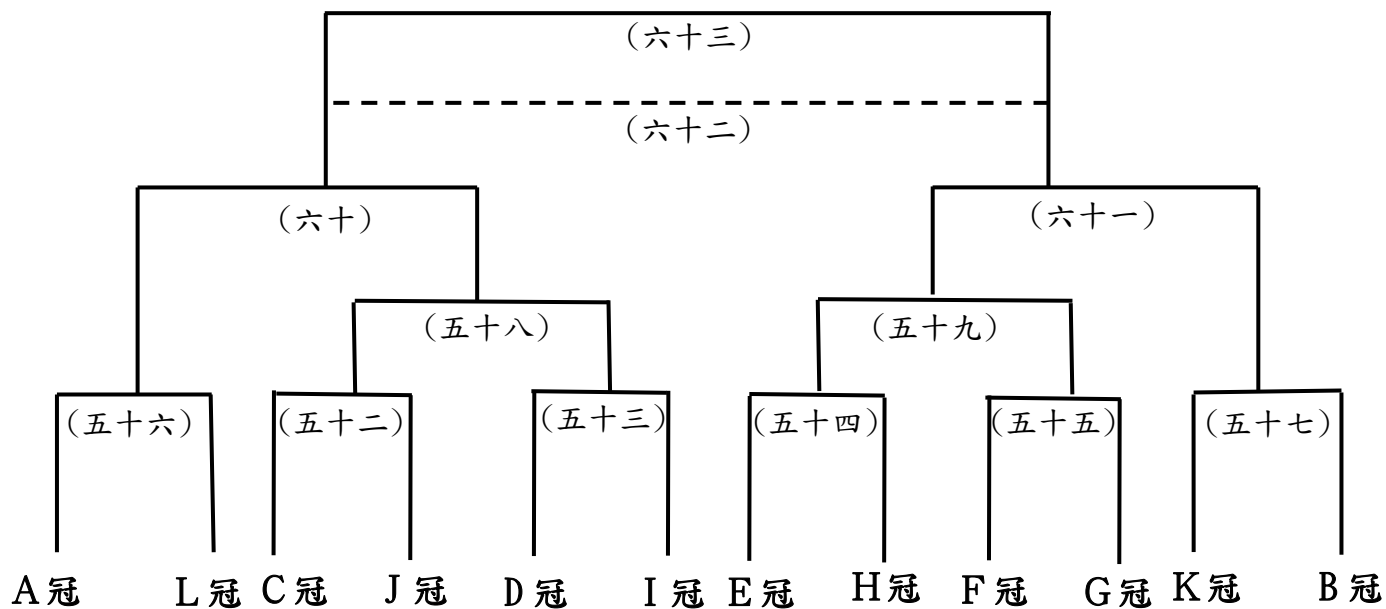 （六十三）
（六十二）
（六十）
（六十一）
（五十八）
（五十九）
（五十六）
（五十二）
（五十三）
（五十四）
（五十五）
（五十七）
A冠 L冠 C冠 J冠 D冠 I冠 E冠 H冠 F冠 G冠 K冠 B冠